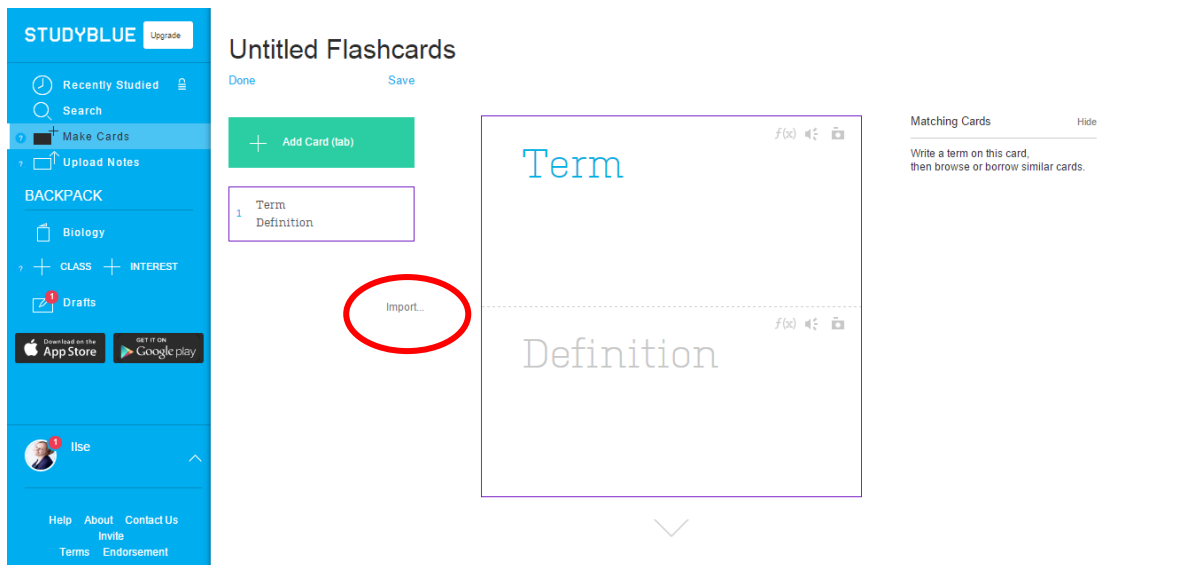 STUDYBLUE Upgrade
Recently Studied
Search
? Make Cards
? Upload Notes
BACKPACK
Biology
? CLASS INTEREST
1
Drafts
Download on the
App Store
GET IT ON
Google play
1
Ilse
Help About Contact Us
Invite
Terms Endorsement
Untitled Flashcards
Done Save
Add Card (tab)
1
Term
Definition
Import...
f(x)
Term
f(x)
Definition
Matching Cards Hide
Write a term on this card,
then browse or borrow similar cards.